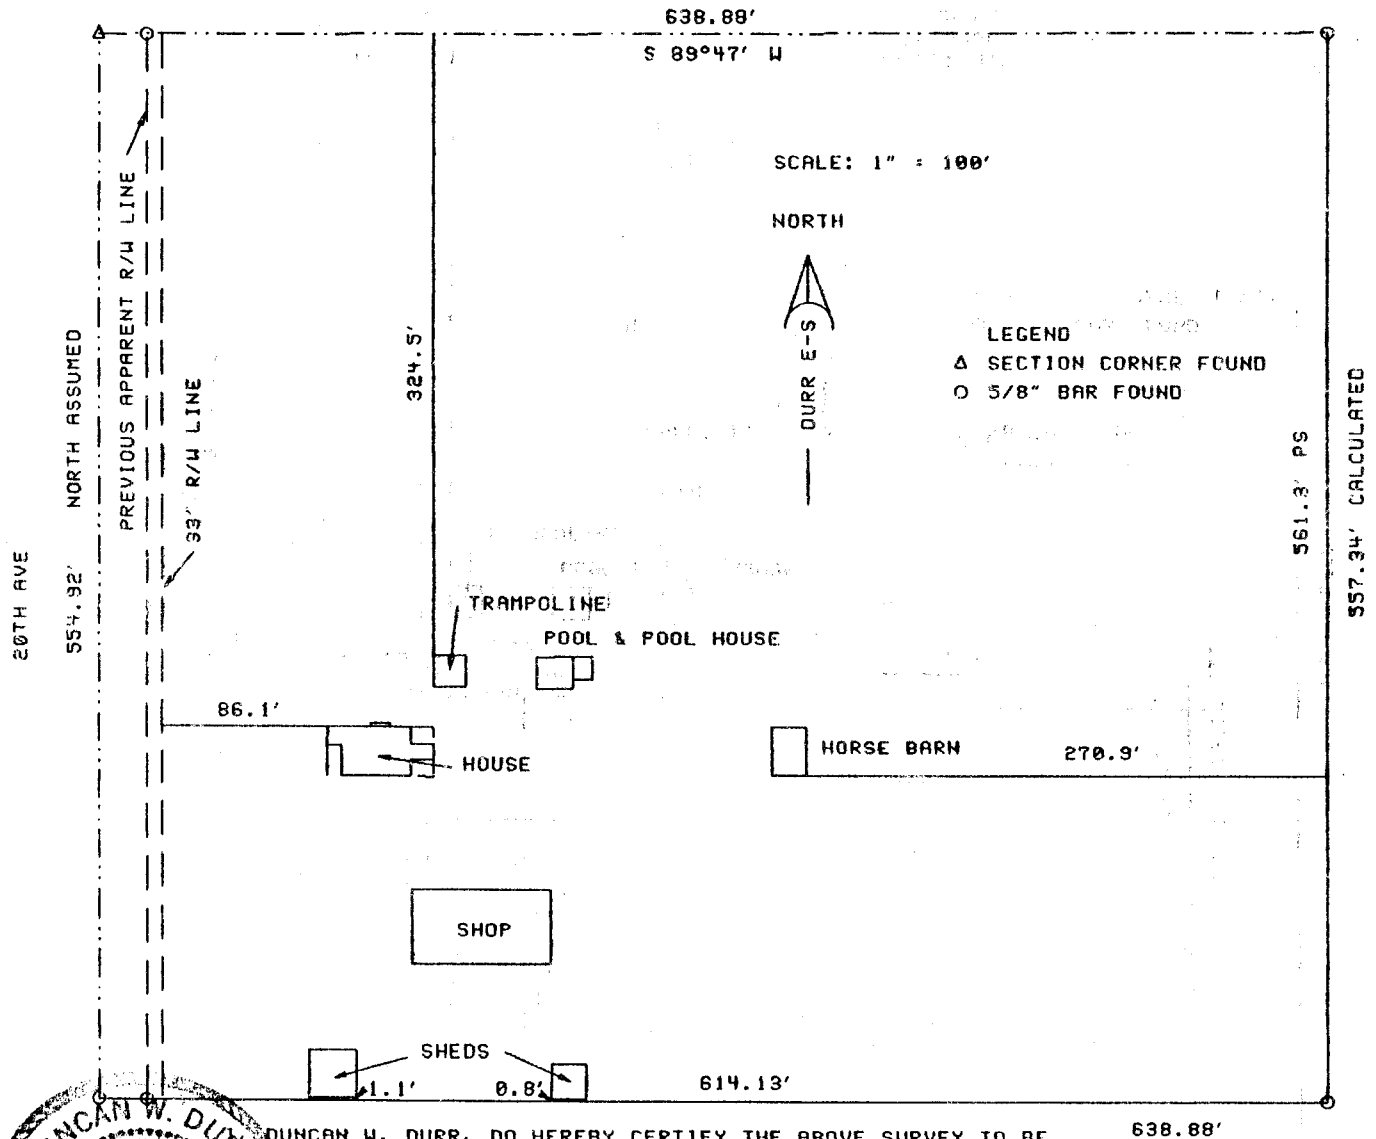 638.88'
S 89°47' W
SCALE: 1" = 100'
NORTH
DURR E-S
LEGEND
△ SECTION CORNER FOUND
○ 5/8" BAR FOUND
20TH AVE
554.92' NORTH ASSUMED
PREVIOUS APPARENT R/W LINE
33' R/W LINE
324.5'
561.3' PS
557.34' CALCULATED
TRAMPOLINE
POOL & POOL HOUSE
86.1'
HOUSE
HORSE BARN
270.9'
SHOP
SHEDS
1.1'
0.8'
614.13'
638.88'
DUNCAN W. DURR, DO HEREBY CERTIFY THE ABOVE SURVEY TO BE
NCAN W. DU